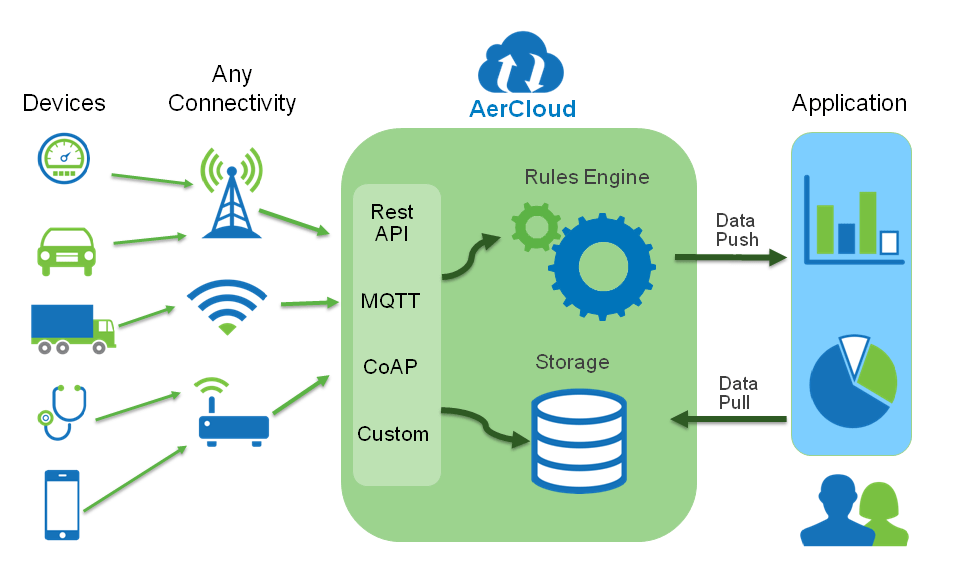 Devices
Any
Connectivity
AerCloud
Application
Rest
API
MQTT
CoAP
Custom
Rules Engine
Storage
Data
Push
Data
Pull